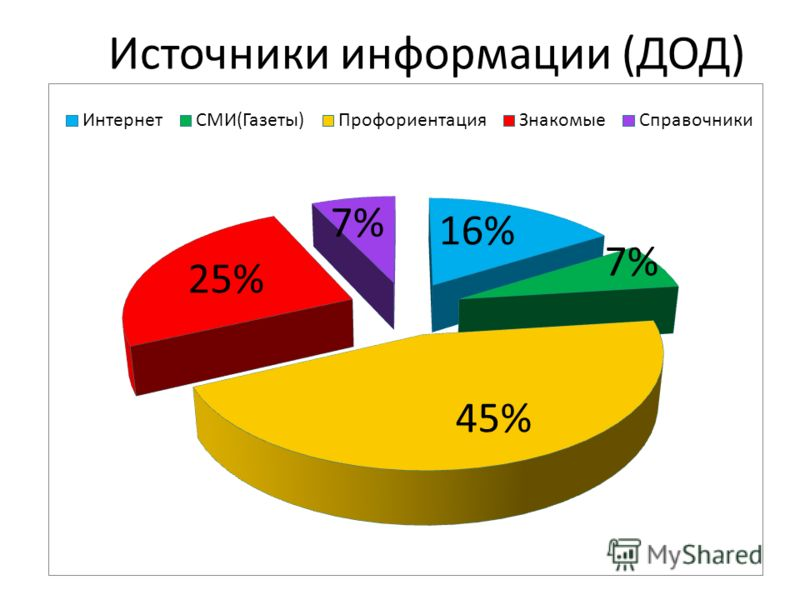 Источники информации (ДОД)
Интернет СМИ(Газеты) Профориентация Знакомые Справочники
7%
16%
7%
25%
45%
MyShared